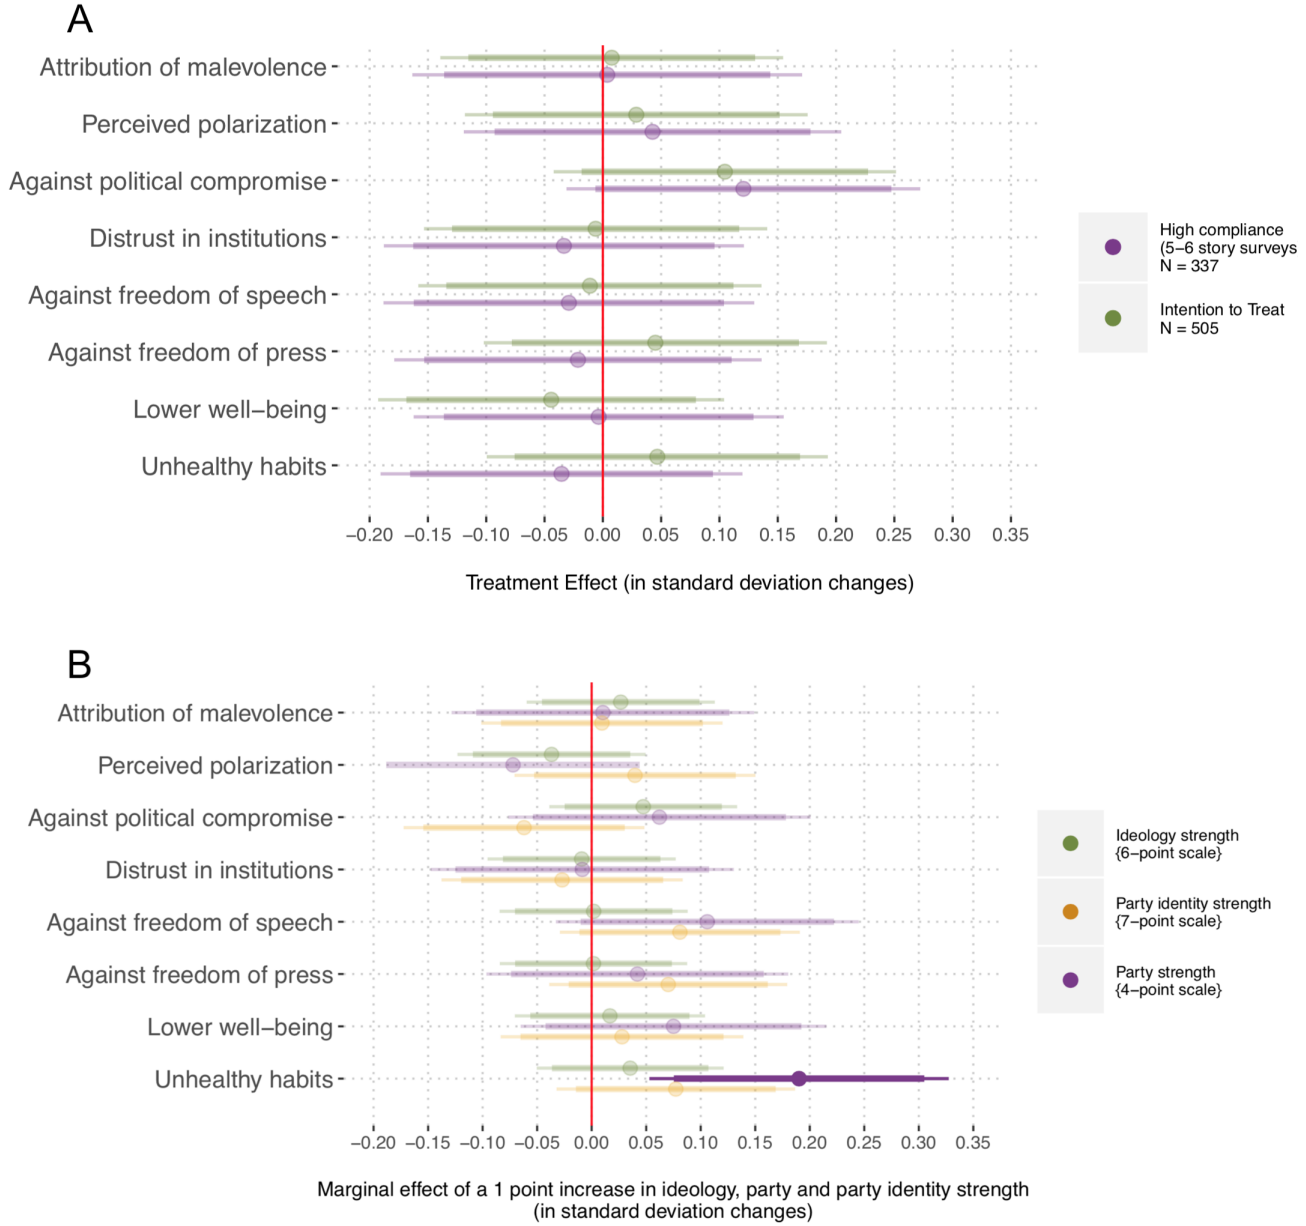 A
Attribution of malevolence
Perceived polarization
Against political compromise
Distrust in institutions
Against freedom of speech
Against freedom of press
Lower well–being
Unhealthy habits
−0.20 −0.15 −0.10 −0.05 0.00 0.05 0.10 0.15 0.20 0.25 0.30 0.35
Treatment Effect (in standard deviation changes)
High compliance
(5–6 story surveys
N = 337
Intention to Treat
N = 505
B
Attribution of malevolence
Perceived polarization
Against political compromise
Distrust in institutions
Against freedom of speech
Against freedom of press
Lower well–being
Unhealthy habits
−0.20 −0.15 −0.10 −0.05 0.00 0.05 0.10 0.15 0.20 0.25 0.30 0.35
Marginal effect of a 1 point increase in ideology, party and party identity strength
(in standard deviation changes)
Ideology strength
{6–point scale}
Party identity strength
{7–point scale}
Party strength
{4–point scale}